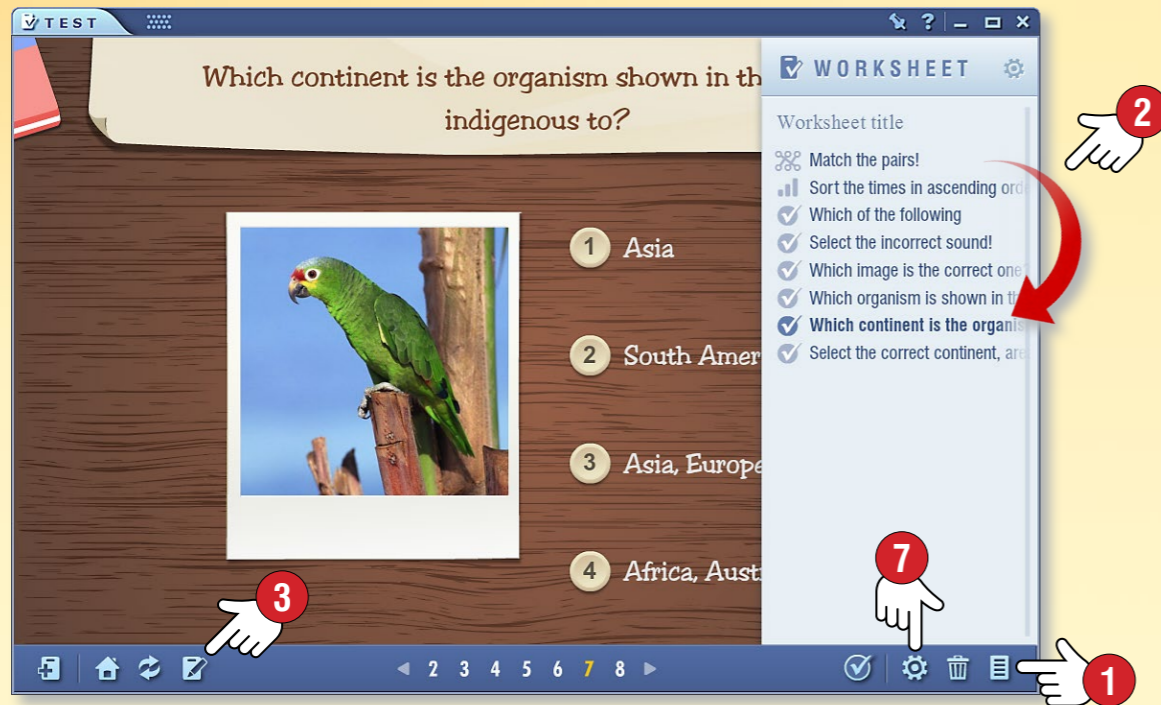 TEST
?
Which continent is the organism shown in th
indigenous to?
1 Asia
2 South Amer
3 Asia, Europe
4 Africa, Aust
WORKSHEET
Worksheet title
Match the pairs!
Sort the times in ascending orde
Which of the following
Select the incorrect sound!
Which image is the correct one?
Which organism is shown in th
Which continent is the organis
Select the correct continent, are
2
3
7
1
2 3 4 5 6 7 8